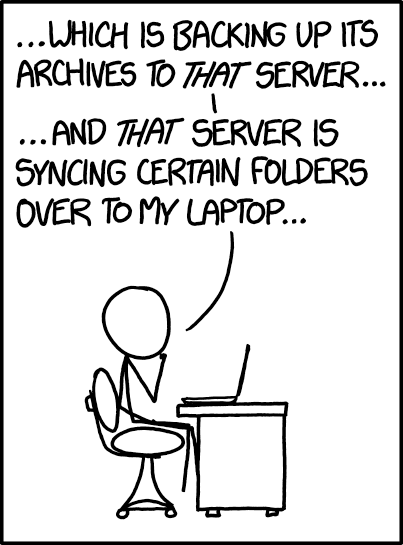 ...WHICH IS BACKING UP ITS
ARCHIVES TO THAT SERVER...
...AND THAT SERVER IS
SYNCING CERTAIN FOLDERS
OVER TO MY LAPTOP...